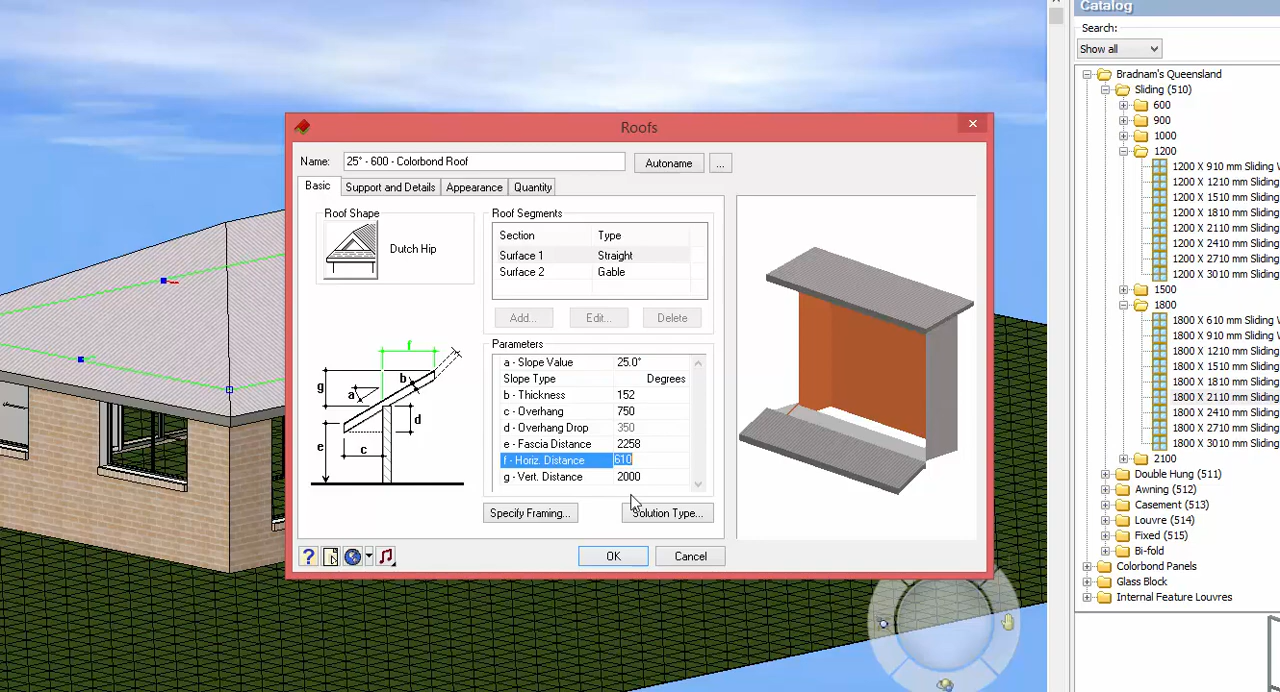 Catalog
Search:
Show all
Bradnam's Queensland
Sliding (510)
600
900
1000
1200
1200 X 910 mm Sliding W
1200 X 1210 mm Sliding
1200 X 1510 mm Sliding
1200 X 1810 mm Sliding
1200 X 2110 mm Sliding
1200 X 2410 mm Sliding
1200 X 2710 mm Sliding
1200 X 3010 mm Sliding
1500
1800
1800 X 610 mm Sliding W
1800 X 910 mm Sliding W
1800 X 1210 mm Sliding
1800 X 1510 mm Sliding
1800 X 1810 mm Sliding
1800 X 2110 mm Sliding
1800 X 2410 mm Sliding
1800 X 2710 mm Sliding
1800 X 3010 mm Sliding
2100
Double Hung (511)
Awning (512)
Casement (513)
Louvre (514)
Fixed (515)
Bi-fold
Colorbond Panels
Glass Block
Internal Feature Louvres
Roofs
Name: 25° - 600 - Colorbond Roof Autoname ...
Basic Support and Details Appearance Quantity
Roof Shape
Dutch Hip
Roof Segments
Section Type
Surface 1 Straight
Surface 2 Gable
Add... Edit... Delete
Parameters
a - Slope Value 25.0°
Slope Type Degrees
b - Thickness 152
c - Overhang 750
d - Overhang Drop 350
e - Fascia Distance 2258
f - Horiz. Distance 610
g - Vert. Distance 2000
f
g
a
b
d
e
c
Specify Framing... Solution Type...
? OK Cancel